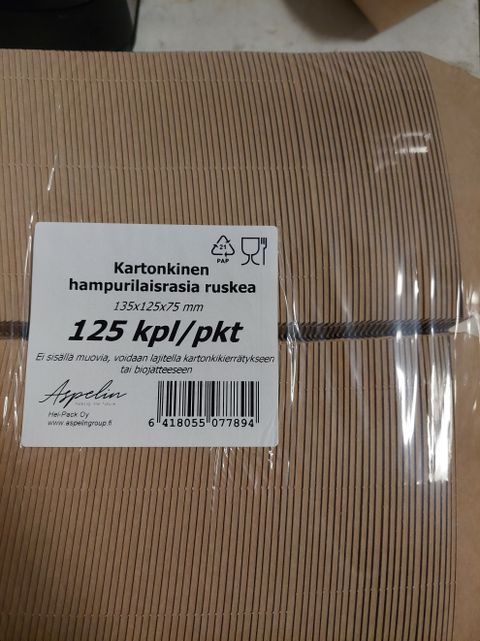 21
PAP
Kartonkinen
hampurilaisrasia ruskea
135x125x75 mm
125 kpl/pkt
Ei sisällä muovia, voidaan lajitella kartonkikierrätykseen
tai biojätteeseen
Aspelin
Hel-Pack Oy
www.aspelingroup.fi
6 418055 077894